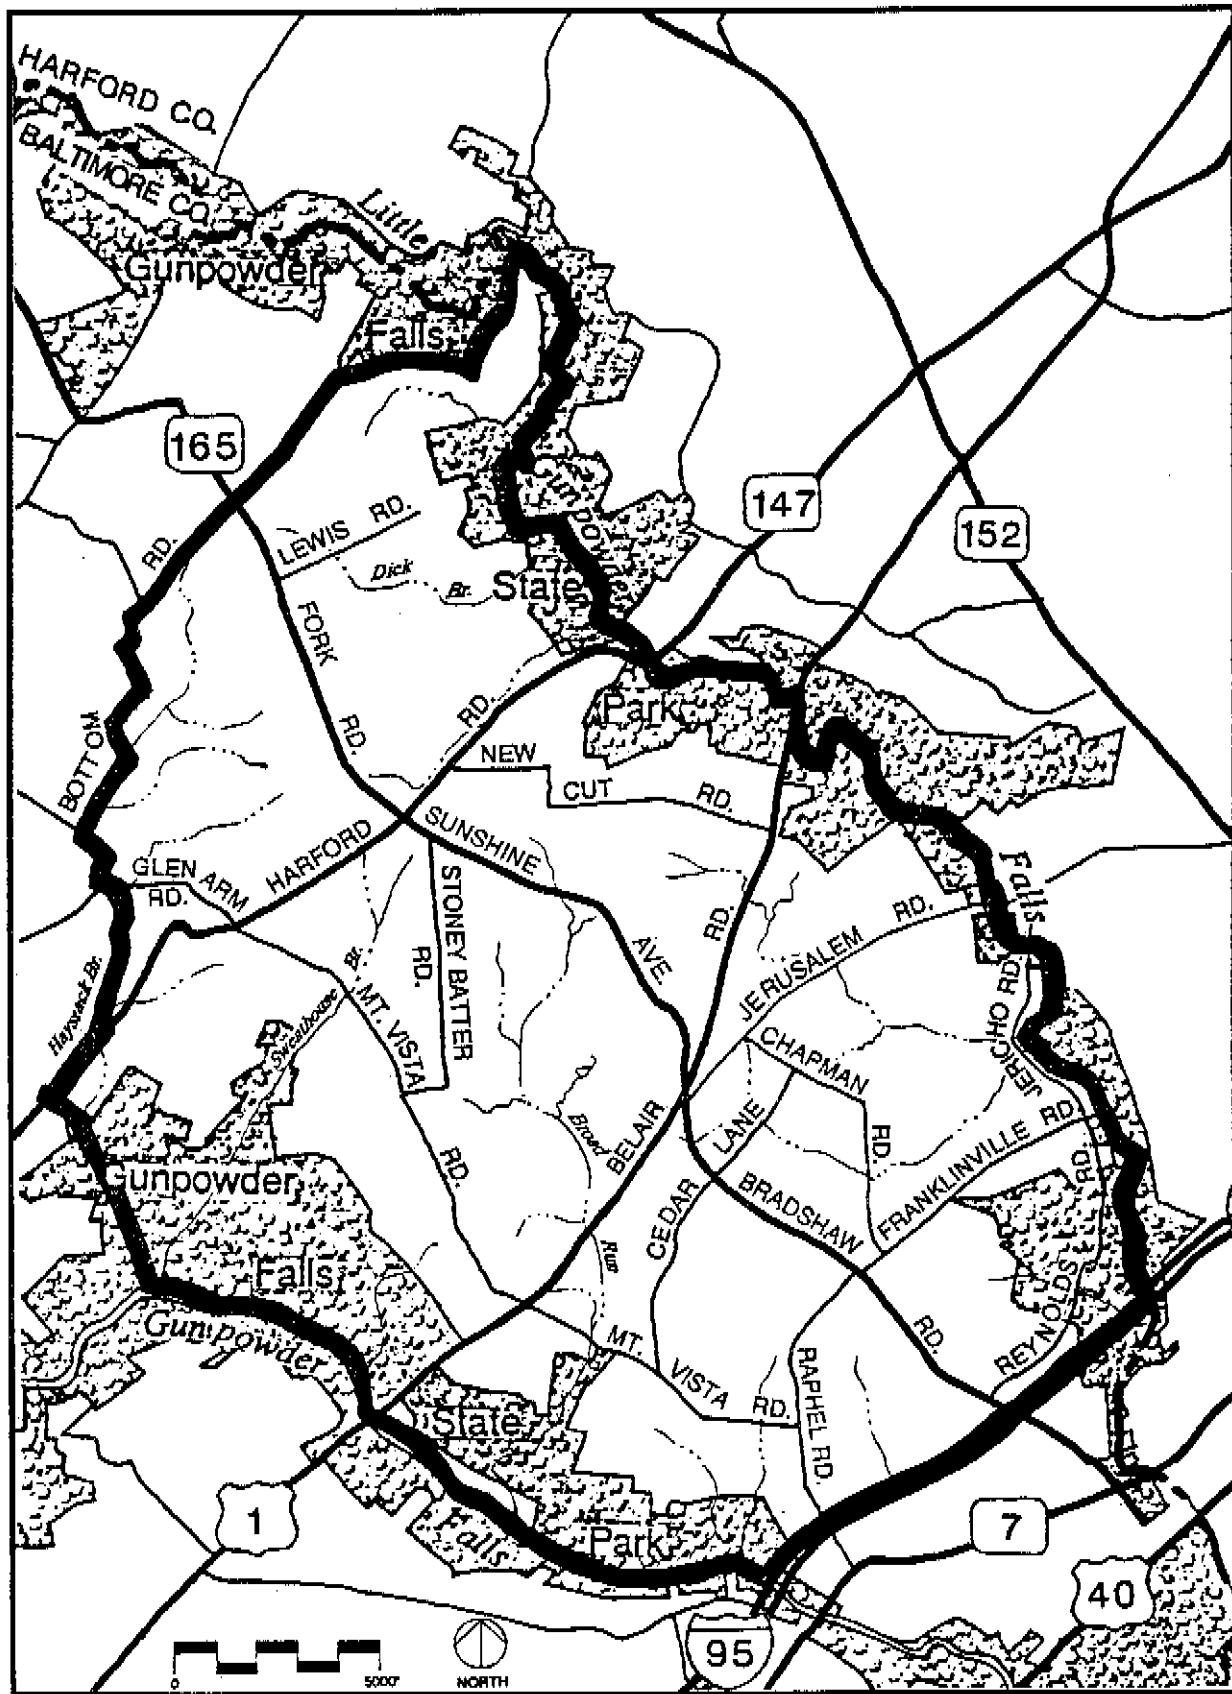 HARFORD CO.
BALTIMORE CO.
Little
Gunpowder
Falls
165
RD.
LEWIS RD.
Dick
Br.
Gunpowder
State
147
152
FORK
RD.
BOTTOM
RD.
Park
NEW
CUT
RD.
GLEN ARM
RD.
HARFORD
SUNSHINE
AVE.
STONEY BATTER
RD.
RD.
JERUSALEM RD.
Falls
Haystack Br.
Br.
Sweathouse
MT. VISTA
RD.
JERICHO RD.
CHAPMAN
RD.
LANE
CEDAR
BELAIR
Broad
Run
FRANKLINVILLE RD.
BRADSHAW
RD.
RD.
REYNOLDS
Gunpowder
Falls
Gunpowder
MT.
VISTA
RD.
RAPHEL RD.
State
Falls
Park
1
7
40
95
0
5000'
NORTH